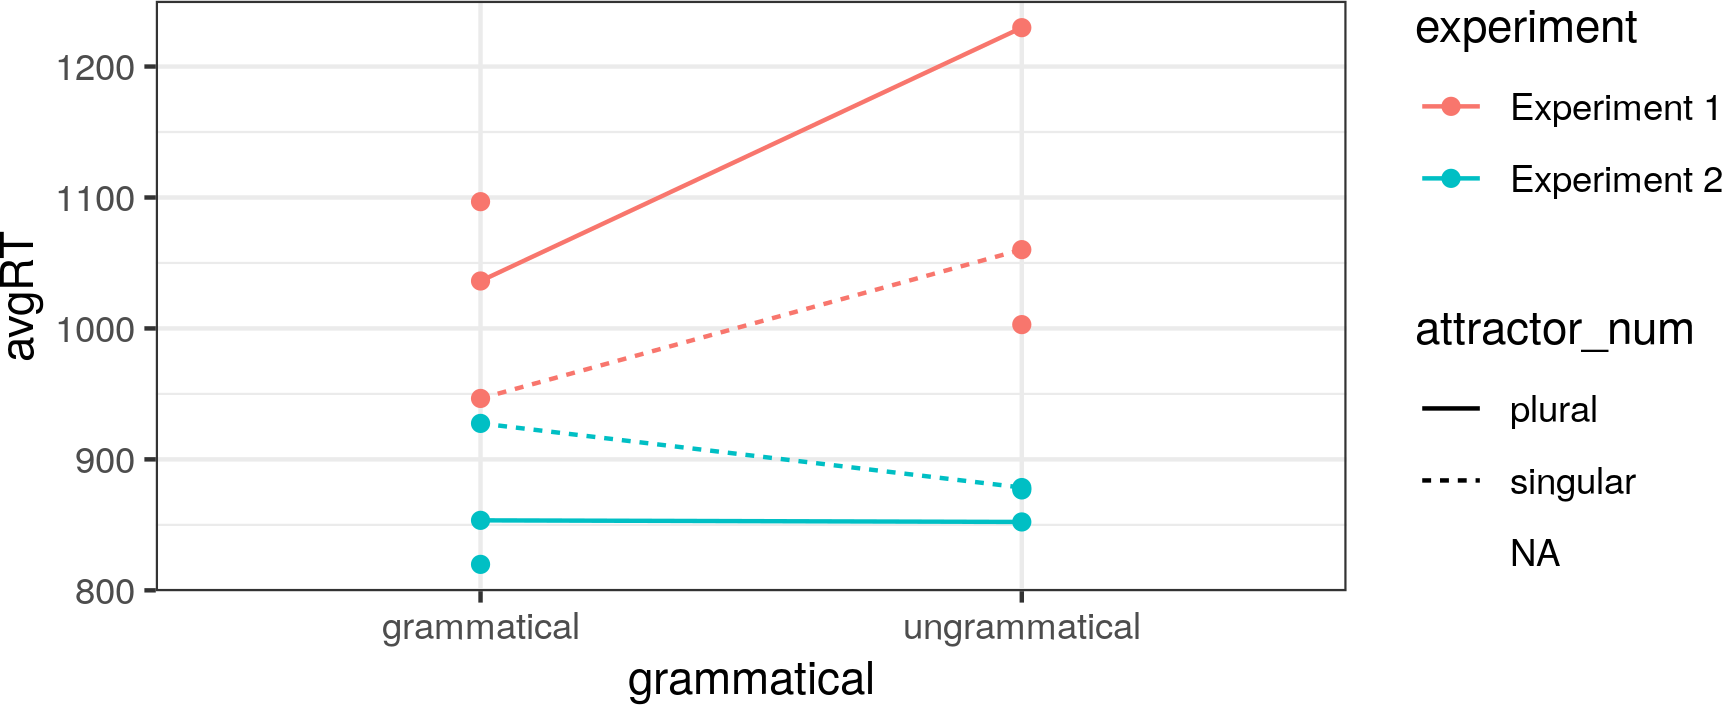 avgRT
1200
1100
1000
900
800
grammatical
ungrammatical
grammatical
experiment
Experiment 1
Experiment 2
attractor_num
plural
singular
NA